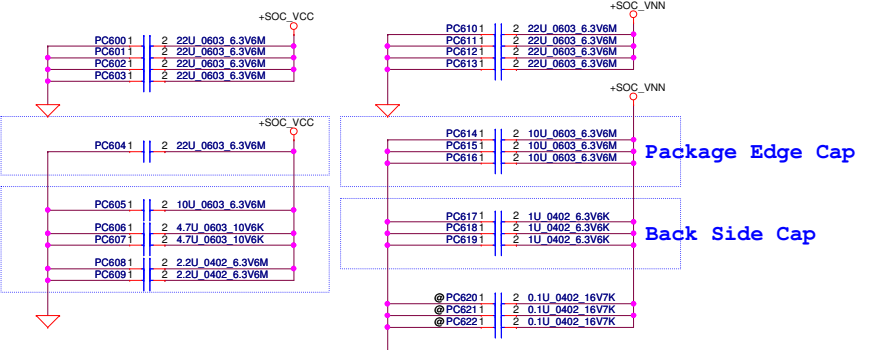 +SOC_VCC
PC600 1 2 22U_0603_6.3V6M
PC601 1 2 22U_0603_6.3V6M
PC602 1 2 22U_0603_6.3V6M
PC603 1 2 22U_0603_6.3V6M
+SOC_VCC
PC604 1 2 22U_0603_6.3V6M
PC605 1 2 10U_0603_6.3V6M
PC606 1 2 4.7U_0603_10V6K
PC607 1 2 4.7U_0603_10V6K
PC608 1 2 2.2U_0402_6.3V6M
PC609 1 2 2.2U_0402_6.3V6M
+SOC_VNN
PC610 1 2 22U_0603_6.3V6M
PC611 1 2 22U_0603_6.3V6M
PC612 1 2 22U_0603_6.3V6M
PC613 1 2 22U_0603_6.3V6M
+SOC_VNN
PC614 1 2 10U_0603_6.3V6M
PC615 1 2 10U_0603_6.3V6M
PC616 1 2 10U_0603_6.3V6M
Package Edge Cap
PC617 1 2 1U_0402_6.3V6K
PC618 1 2 1U_0402_6.3V6K
PC619 1 2 1U_0402_6.3V6K
Back Side Cap
@PC620 1 2 0.1U_0402_16V7K
@PC621 1 2 0.1U_0402_16V7K
@PC622 1 2 0.1U_0402_16V7K